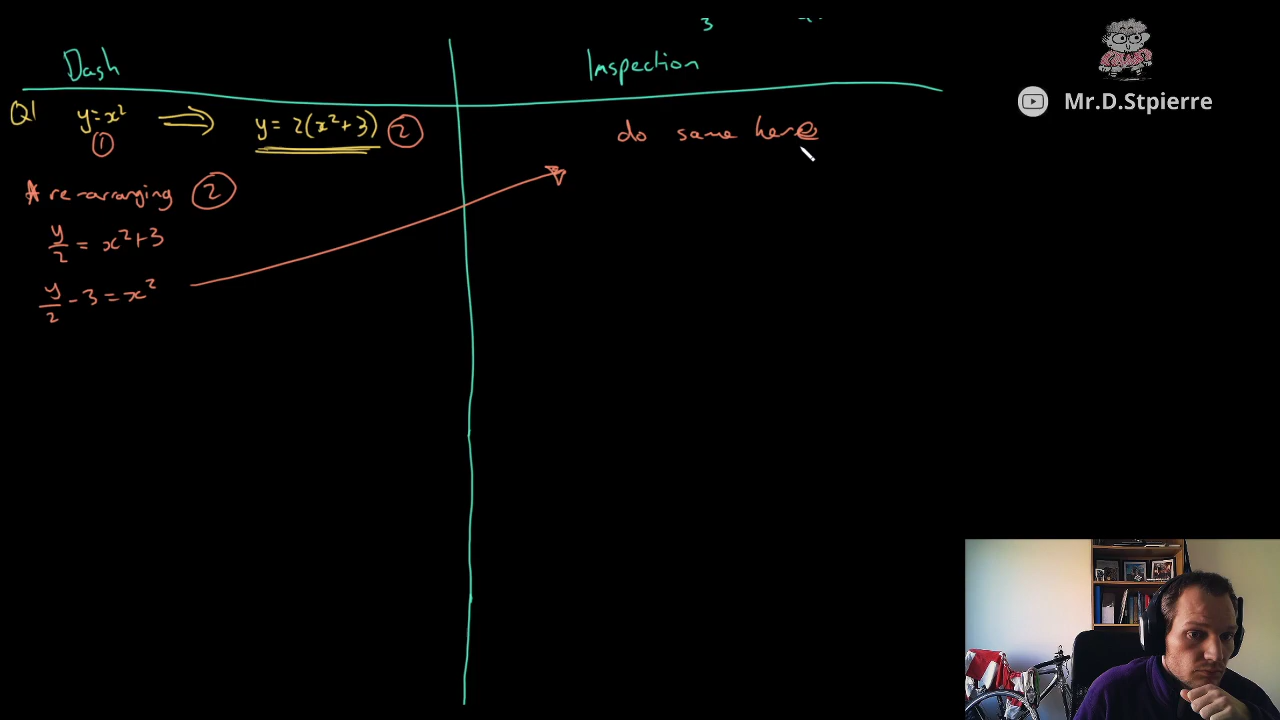 Dash
Inspection
Q1 y=x² ⇒ y=2(x²+3) ②
①
do same here
* re-arranging ②
y/2 = x²+3
y/2 - 3 = x²
Mr.D.Stpierre